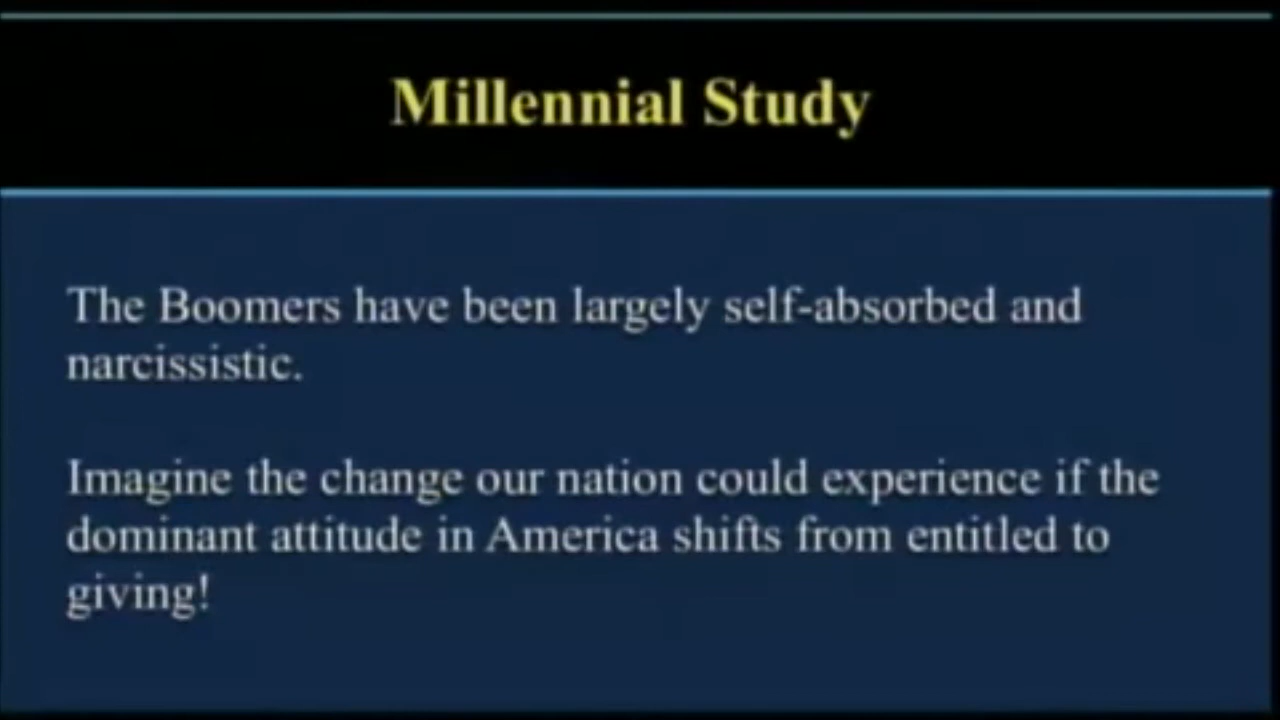 Millennial Study
The Boomers have been largely self-absorbed and
narcissistic.
Imagine the change our nation could experience if the
dominant attitude in America shifts from entitled to
giving!